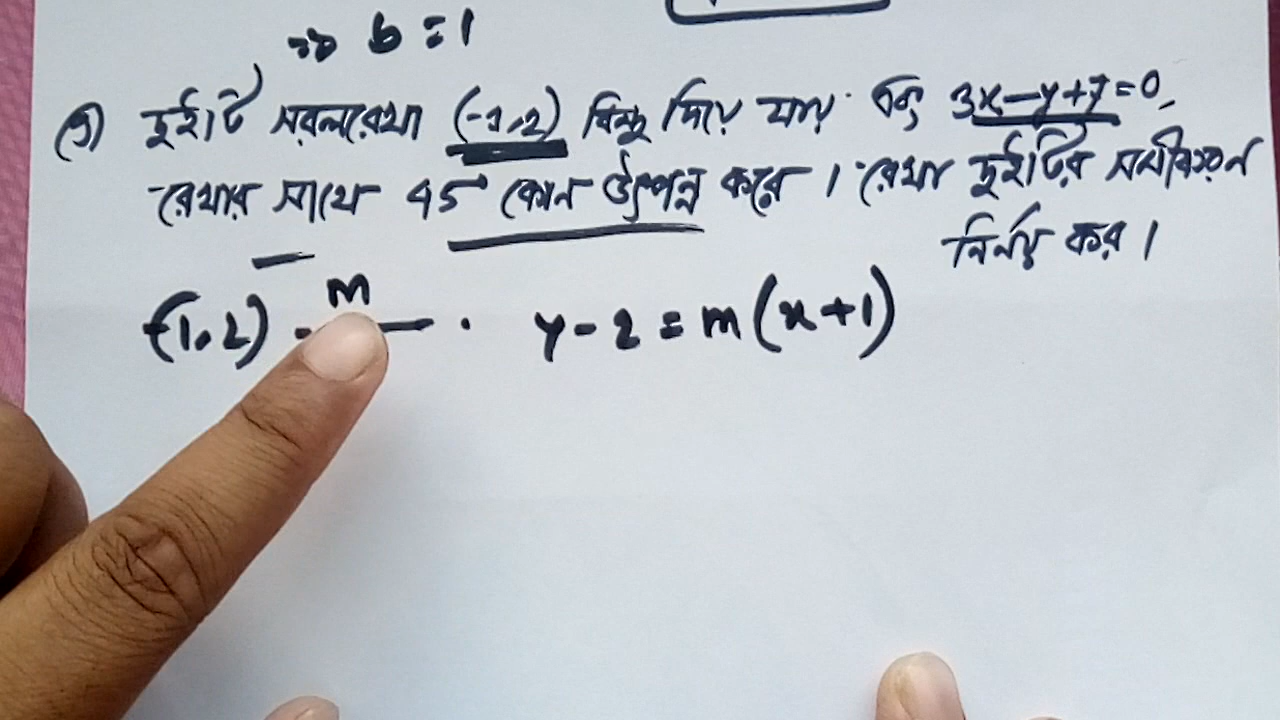 ⇒ b = 1
(৩) দুইটি সরলরেখা (-1,2) বিন্দু দিয়ে যায় এবং 3x-y+7=0,
রেখার সাথে 45° কোন উৎপন্ন করে । রেখা দুইটির সমীকরণ
নির্নয় কর ।
(-1,2) m y-2=m(x+1)